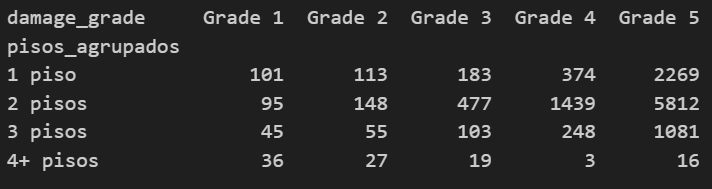 damage_grade Grade 1 Grade 2 Grade 3 Grade 4 Grade 5
pisos_agrupados
1 piso 101 113 183 374 2269
2 pisos 95 148 477 1439 5812
3 pisos 45 55 103 248 1081
4+ pisos 36 27 19 3 16